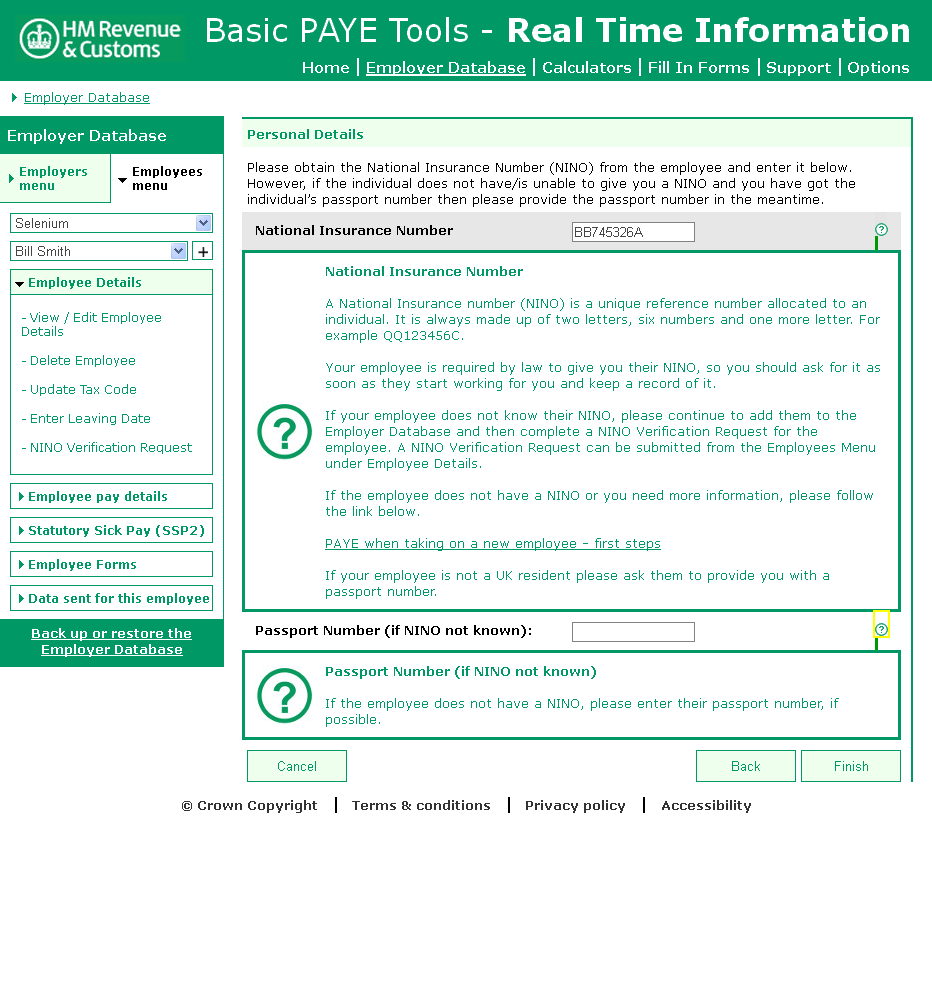 HM Revenue
& Customs
Basic PAYE Tools - Real Time Information
Home | Employer Database | Calculators | Fill In Forms | Support | Options
Employer Database
Employer Database
Employers
menu
Employees
menu
Selenium
Bill Smith
+
Employee Details
- View / Edit Employee
Details
- Delete Employee
- Update Tax Code
- Enter Leaving Date
- NINO Verification Request
Employee pay details
Statutory Sick Pay (SSP2)
Employee Forms
Data sent for this employee
Back up or restore the
Employer Database
Personal Details
Please obtain the National Insurance Number (NINO) from the employee and enter it below.
However, if the individual does not have/is unable to give you a NINO and you have got the
individual's passport number then please provide the passport number in the meantime.
National Insurance Number BB745326A ?
National Insurance Number
A National Insurance number (NINO) is a unique reference number allocated to an
individual. It is always made up of two letters, six numbers and one more letter. For
example QQ123456C.
Your employee is required by law to give you their NINO, so you should ask for it as
soon as they start working for you and keep a record of it.
?
If your employee does not know their NINO, please continue to add them to the
Employer Database and then complete a NINO Verification Request for the
employee. A NINO Verification Request can be submitted from the Employees Menu
under Employee Details.
If the employee does not have a NINO or you need more information, please follow
the link below.
PAYE when taking on a new employee - first steps
If your employee is not a UK resident please ask them to provide you with a
passport number.
Passport Number (if NINO not known): ?
?
Passport Number (if NINO not known)
If the employee does not have a NINO, please enter their passport number, if
possible.
Cancel Back Finish
© Crown Copyright | Terms & conditions | Privacy policy | Accessibility